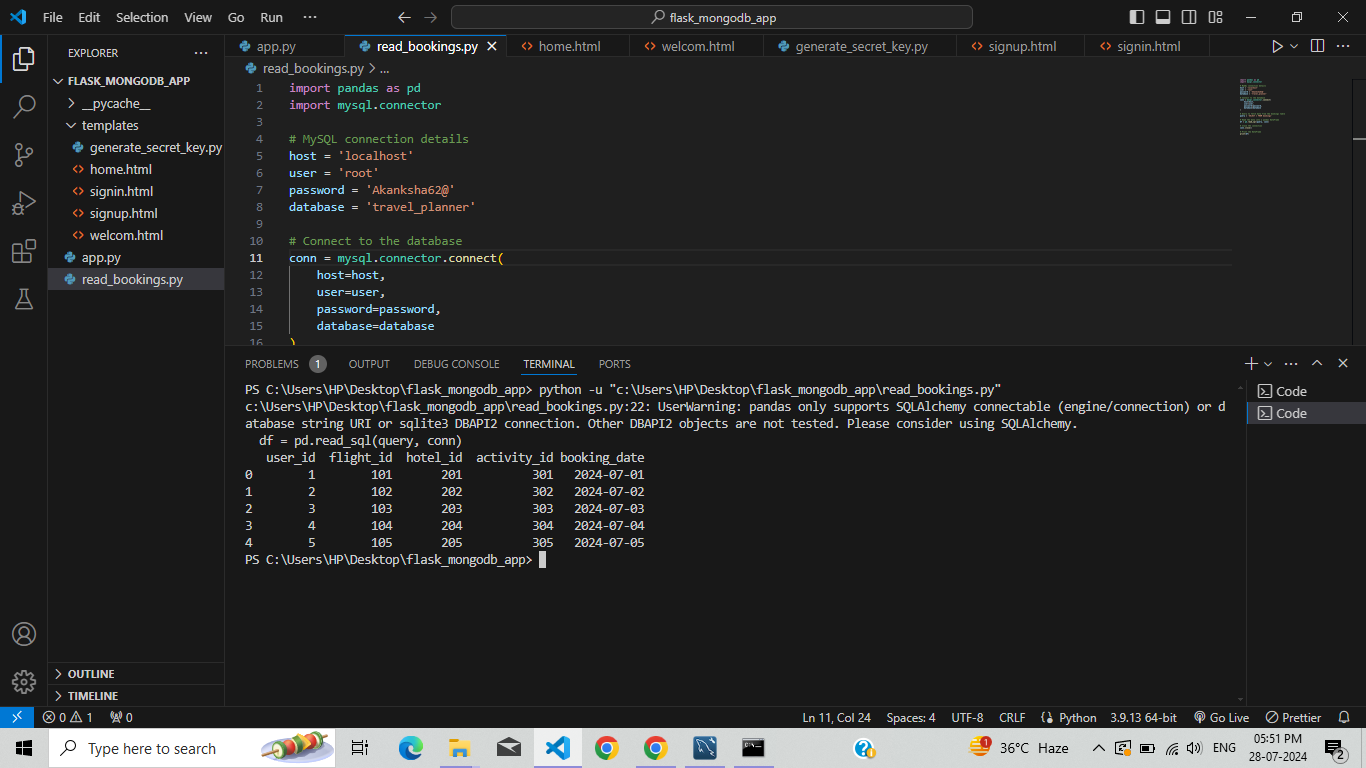 File Edit Selection View Go Run ··· flask_mongodb_app
EXPLORER ···
FLASK_MONGODB_APP
__pycache__
templates
generate_secret_key.py
home.html
signin.html
signup.html
welcom.html
app.py
read_bookings.py
OUTLINE
TIMELINE
app.py read_bookings.py home.html welcom.html generate_secret_key.py signup.html signin.html
read_bookings.py > ...
1 import pandas as pd
2 import mysql.connector
3
4 # MySQL connection details
5 host = 'localhost'
6 user = 'root'
7 password = 'Akanksha62@'
8 database = 'travel_planner'
9
10 # Connect to the database
11 conn = mysql.connector.connect(
12 host=host,
13 user=user,
14 password=password,
15 database=database
16 )
PROBLEMS 1 OUTPUT DEBUG CONSOLE TERMINAL PORTS
PS C:\Users\HP\Desktop\flask_mongodb_app> python -u "c:\Users\HP\Desktop\flask_mongodb_app\read_bookings.py"
c:\Users\HP\Desktop\flask_mongodb_app\read_bookings.py:22: UserWarning: pandas only supports SQLAlchemy connectable (engine/connection) or d
atabase string URI or sqlite3 DBAPI2 connection. Other DBAPI2 objects are not tested. Please consider using SQLAlchemy.
df = pd.read_sql(query, conn)
user_id flight_id hotel_id activity_id booking_date
0 1 101 201 301 2024-07-01
1 2 102 202 302 2024-07-02
2 3 103 203 303 2024-07-03
3 4 104 204 304 2024-07-04
4 5 105 205 305 2024-07-05
PS C:\Users\HP\Desktop\flask_mongodb_app>
Code
Code
0 1 0 Ln 11, Col 24 Spaces: 4 UTF-8 CRLF Python 3.9.13 64-bit Go Live Prettier
Type here to search 1 36°C Haze ENG 05:51 PM
28-07-2024 2